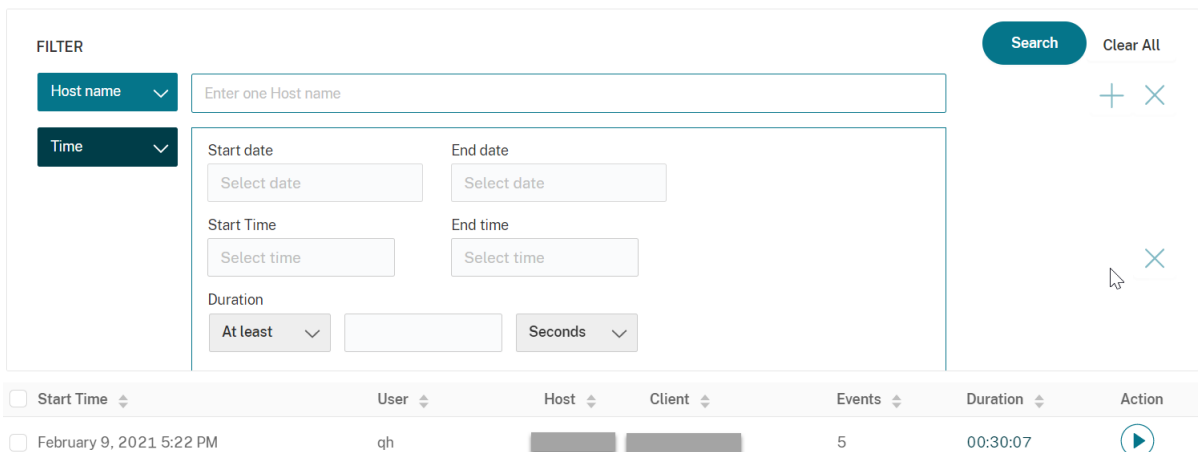 FILTER
Search
Clear All
Host name
Enter one Host name
Time
Start date
End date
Select date
Select date
Start Time
End time
Select time
Select time
Duration
At least
Seconds
Start Time User Host Client Events Duration Action
February 9, 2021 5:22 PM qh 5 00:30:07